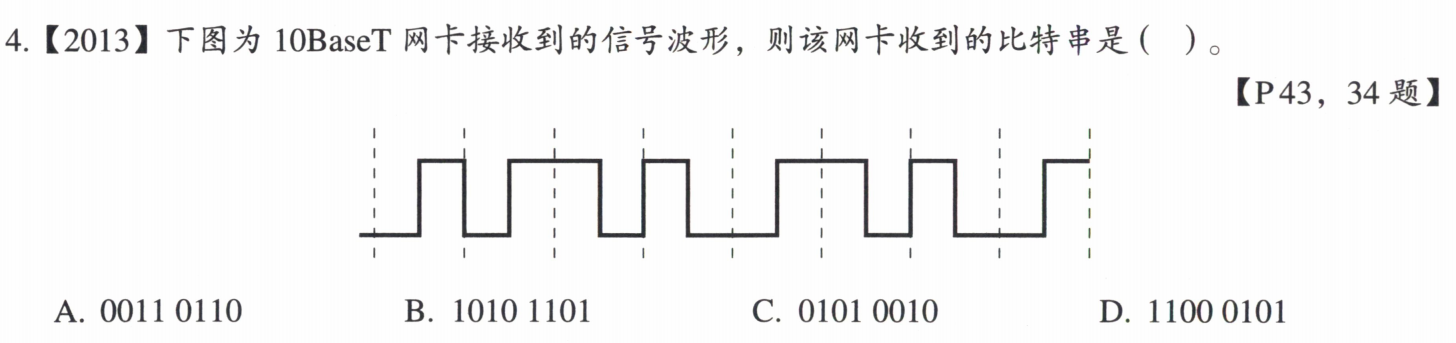 4.【2013】下图为 10BaseT 网卡接收到的信号波形，则该网卡收到的比特串是（ ）。
【P43，34 题】
A. 0011 0110 B. 1010 1101 C. 0101 0010 D. 1100 0101